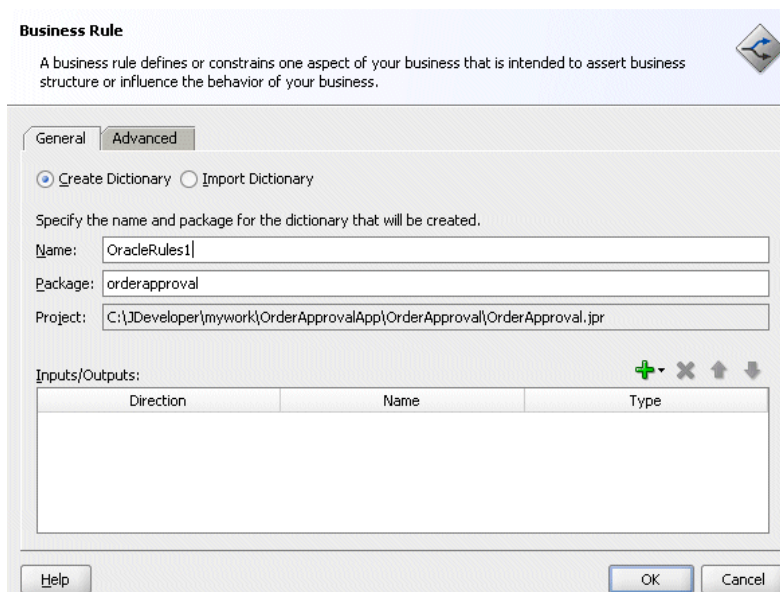 Business Rule
A business rule defines or constrains one aspect of your business that is intended to assert business
structure or influence the behavior of your business.
General Advanced
Create Dictionary Import Dictionary
Specify the name and package for the dictionary that will be created.
Name: OracleRules1
Package: orderapproval
Project: C:\JDeveloper\mywork\OrderApprovalApp\OrderApproval\OrderApproval.jpr
Inputs/Outputs:
Direction Name Type
Help OK Cancel